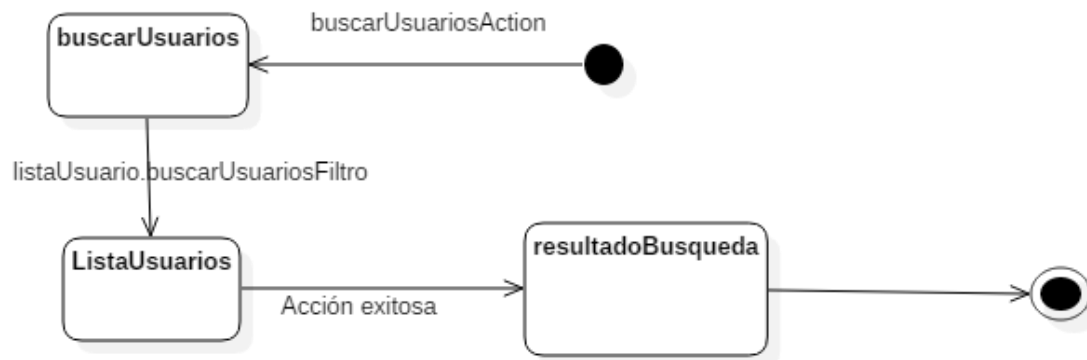 buscarUsuariosAction
buscarUsuarios
listaUsuario.buscarUsuariosFiltro
ListaUsuarios
resultadoBusqueda
Acción exitosa